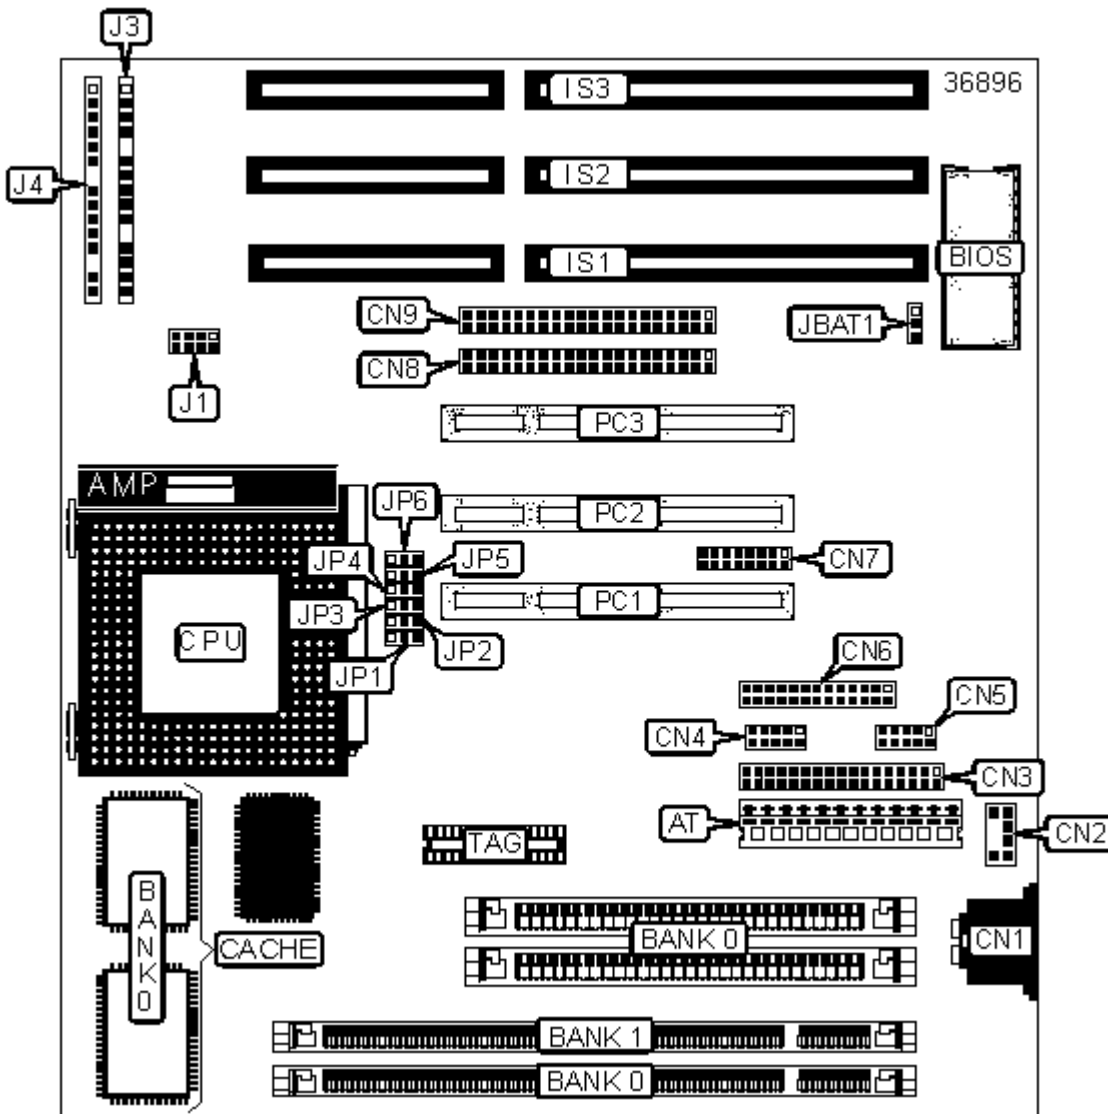 J3
IS3
36896
J4
IS2
IS1
BIOS
CN9
JBAT1
CN8
J1
PC3
AMP
JP6
PC2
JP4
JP5
CN7
JP3
PC1
CPU
JP2
CN6
JP1
CN5
CN4
CN3
AT
CN2
TAG
BANK0
CACHE
BANK 0
CN1
BANK 1
BANK 0